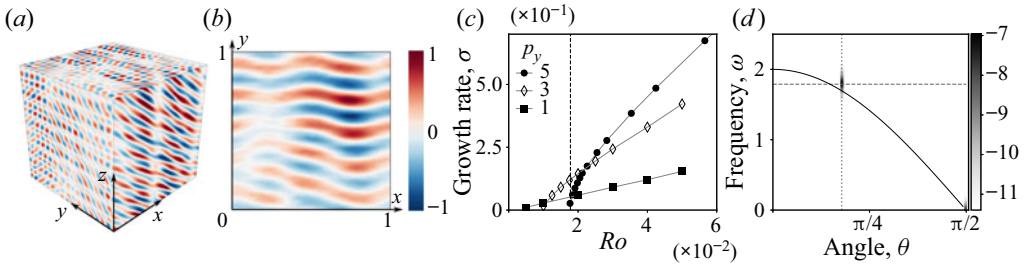 (a)
z
y
x
(b)
y
1
0
x
1
1
0
−1
(c)
(×10⁻¹)
Growth rate, σ
5.0
2.5
0
p_y
5
3
1
2
4
6
Ro
(×10⁻²)
(d)
Frequency, ω
2
1
0
π/4
π/2
Angle, θ
−7
−8
−9
−10
−11